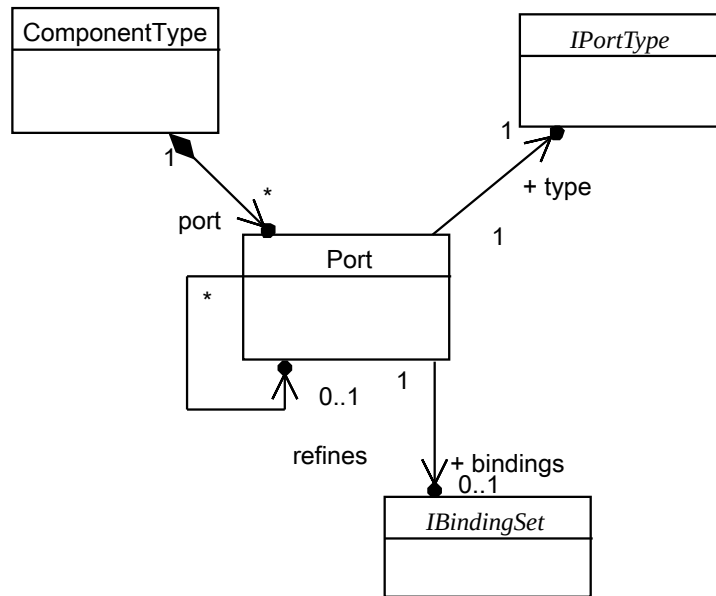 ComponentType
IPortType
1
1
*
+ type
port
1
Port
*
1
0..1
refines
+ bindings
0..1
IBindingSet